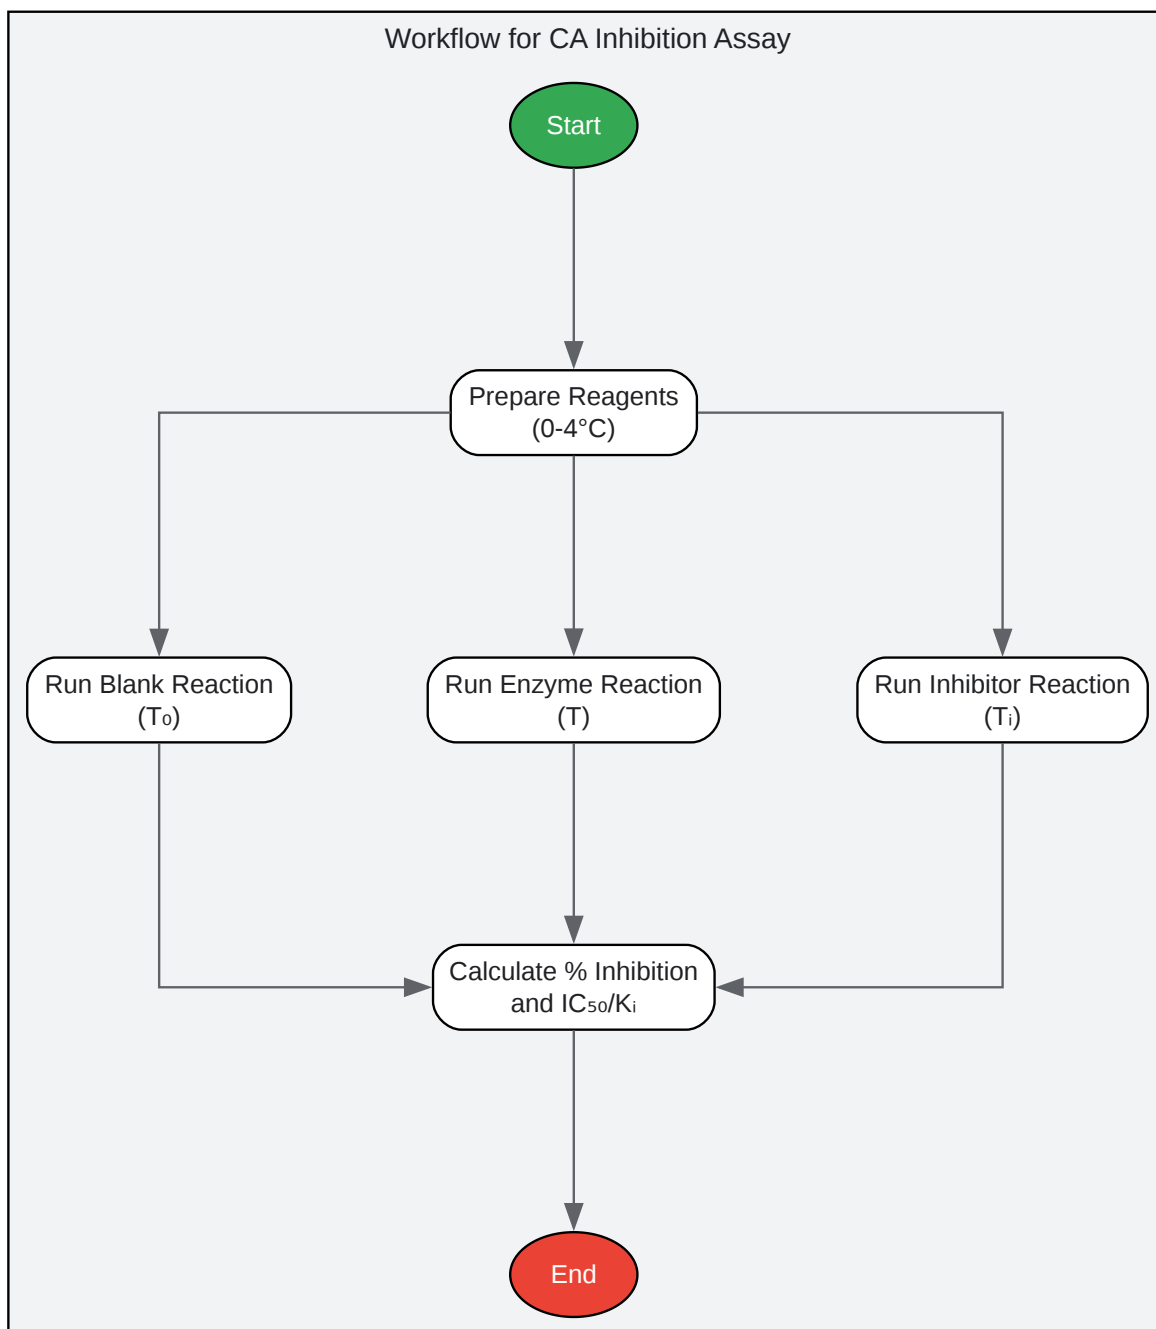 Workflow for CA Inhibition Assay
Start
Prepare Reagents
(0-4°C)
Run Blank Reaction
(T₀)
Run Enzyme Reaction
(T)
Run Inhibitor Reaction
(Tᵢ)
Calculate % Inhibition
and IC₅₀/Kᵢ
End